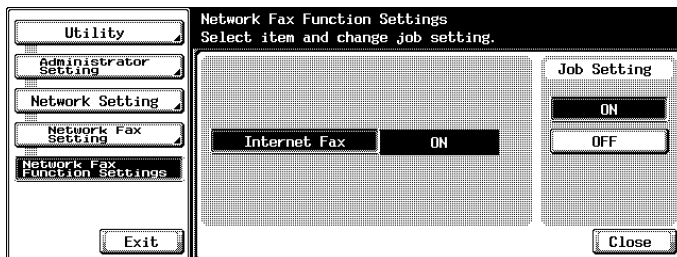 Utility
Administrator
Setting
Network Setting
Network Fax
Setting
Network Fax
Function Settings
Exit
Network Fax Function Settings
Select item and change job setting.
Internet Fax ON
Job Setting
ON
OFF
Close